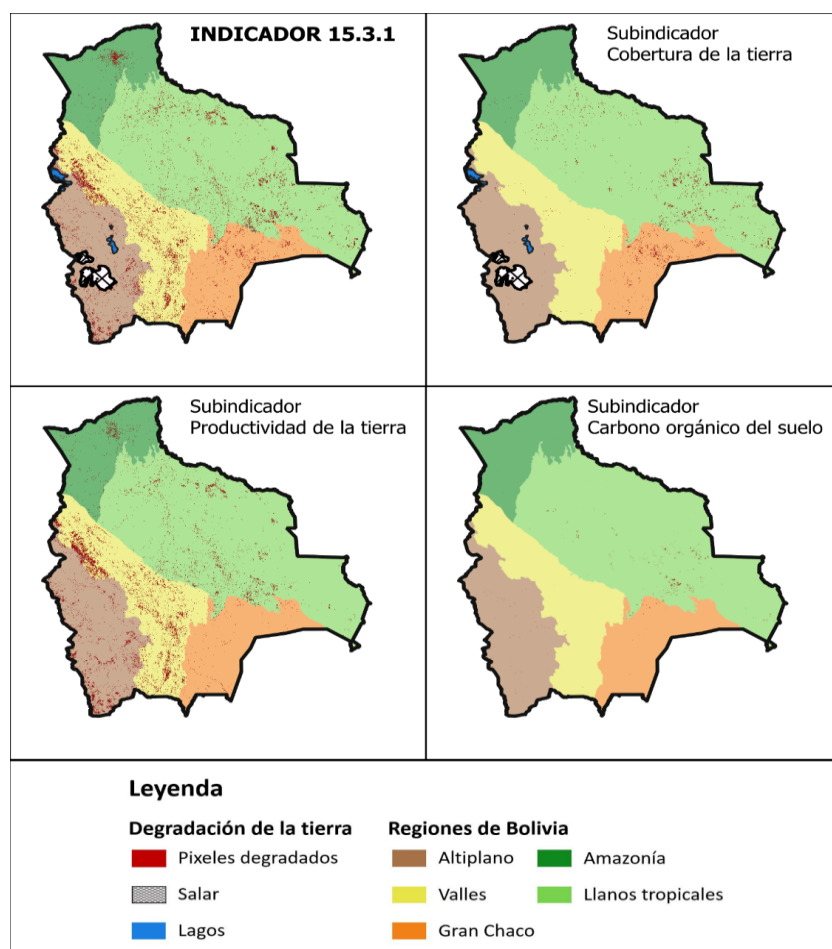 INDICADOR 15.3.1
Subindicador
Cobertura de la tierra
Subindicador
Productividad de la tierra
Subindicador
Carbono orgánico del suelo
Leyenda
Degradación de la tierra
Pixeles degradados
Salar
Lagos
Regiones de Bolivia
Altiplano
Valles
Gran Chaco
Amazonía
Llanos tropicales